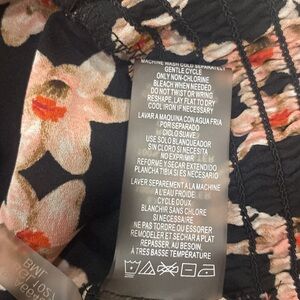 MACHINE WASH COLD SEPARATELY
GENTLE CYCLE
ONLY NON-CHLORINE
BLEACH WHEN NEEDED
DO NOT TWIST OR WRING
RESHAPE, LAY FLAT TO DRY
COOL IRON IF NECESSARY
LAVAR A MAQUINA CON AGUA FRIA
POR SEPARADO
CICLO SUAVE
USE SOLO BLANQUEADOR
SIN CLORO SI NECESITA
NO EXPRIMIR
REFORME Y SECAR EXTENDIDO
PLANCHA TIBIA SI ES NECESARIO
LAVER SEPAREMENT A LA MACHINE
A L'EAU FROIDE
CYCLE DOUX
BLANCHIR SANS CHLORE
SI NECESSAIRE
NE PAS TORDRE OU ESSORER
REMODELER ET SECHAR A PLAT
REPASSER, AU BESOIN.
À TRES BASSE TEMPÉRATURE